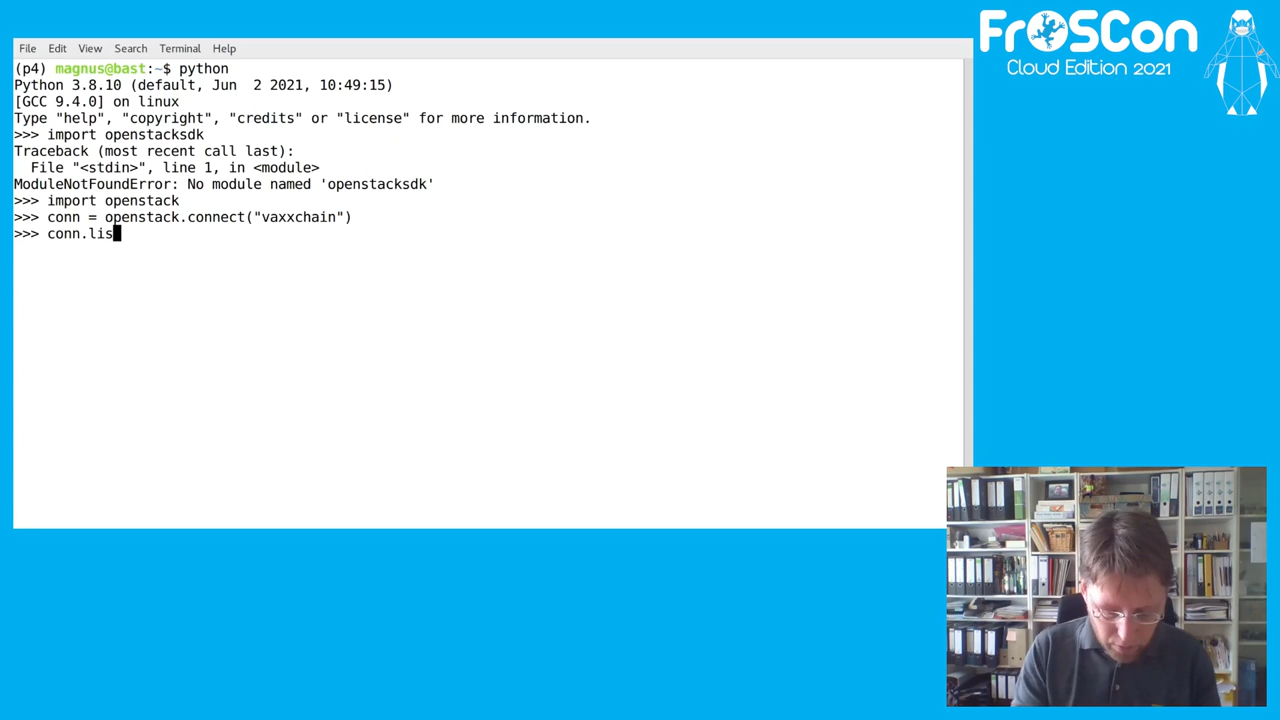 File Edit View Search Terminal Help
(p4) magnus@bast:~$ python
Python 3.8.10 (default, Jun  2 2021, 10:49:15)
[GCC 9.4.0] on linux
Type "help", "copyright", "credits" or "license" for more information.
>>> import openstacksdk
Traceback (most recent call last):
  File "<stdin>", line 1, in <module>
ModuleNotFoundError: No module named 'openstacksdk'
>>> import openstack
>>> conn = openstack.connect("vaxxchain")
>>> conn.lis
FrOSCon
Cloud Edition 2021